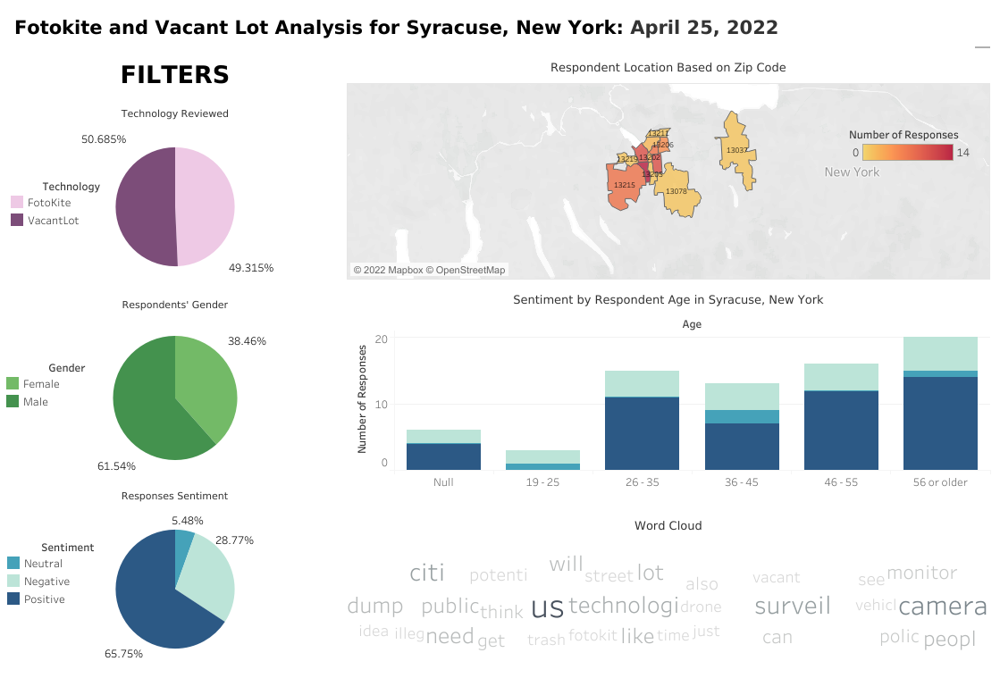 Fotokite and Vacant Lot Analysis for Syracuse, New York: April 25, 2022
FILTERS
Technology Reviewed
50.685%
49.315%
Technology
FotoKite
VacantLot
Respondents' Gender
38.46%
61.54%
Gender
Female
Male
Responses Sentiment
5.48%
28.77%
65.75%
Sentiment
Neutral
Negative
Positive
Respondent Location Based on Zip Code
13211
13206
13219
13202
13205
13215
13078
13037
Number of Responses
0 14
New York
© 2022 Mapbox © OpenStreetMap
Sentiment by Respondent Age in Syracuse, New York
Age
Number of Responses
20
10
0
Null 19 - 25 26 - 35 36 - 45 46 - 55 56 or older
Word Cloud
citi potenti will street lot also vacant see monitor
dump public think us technologi drone surveil vehicl camera
idea illeg need get trash fotokit like time just can polic peopl